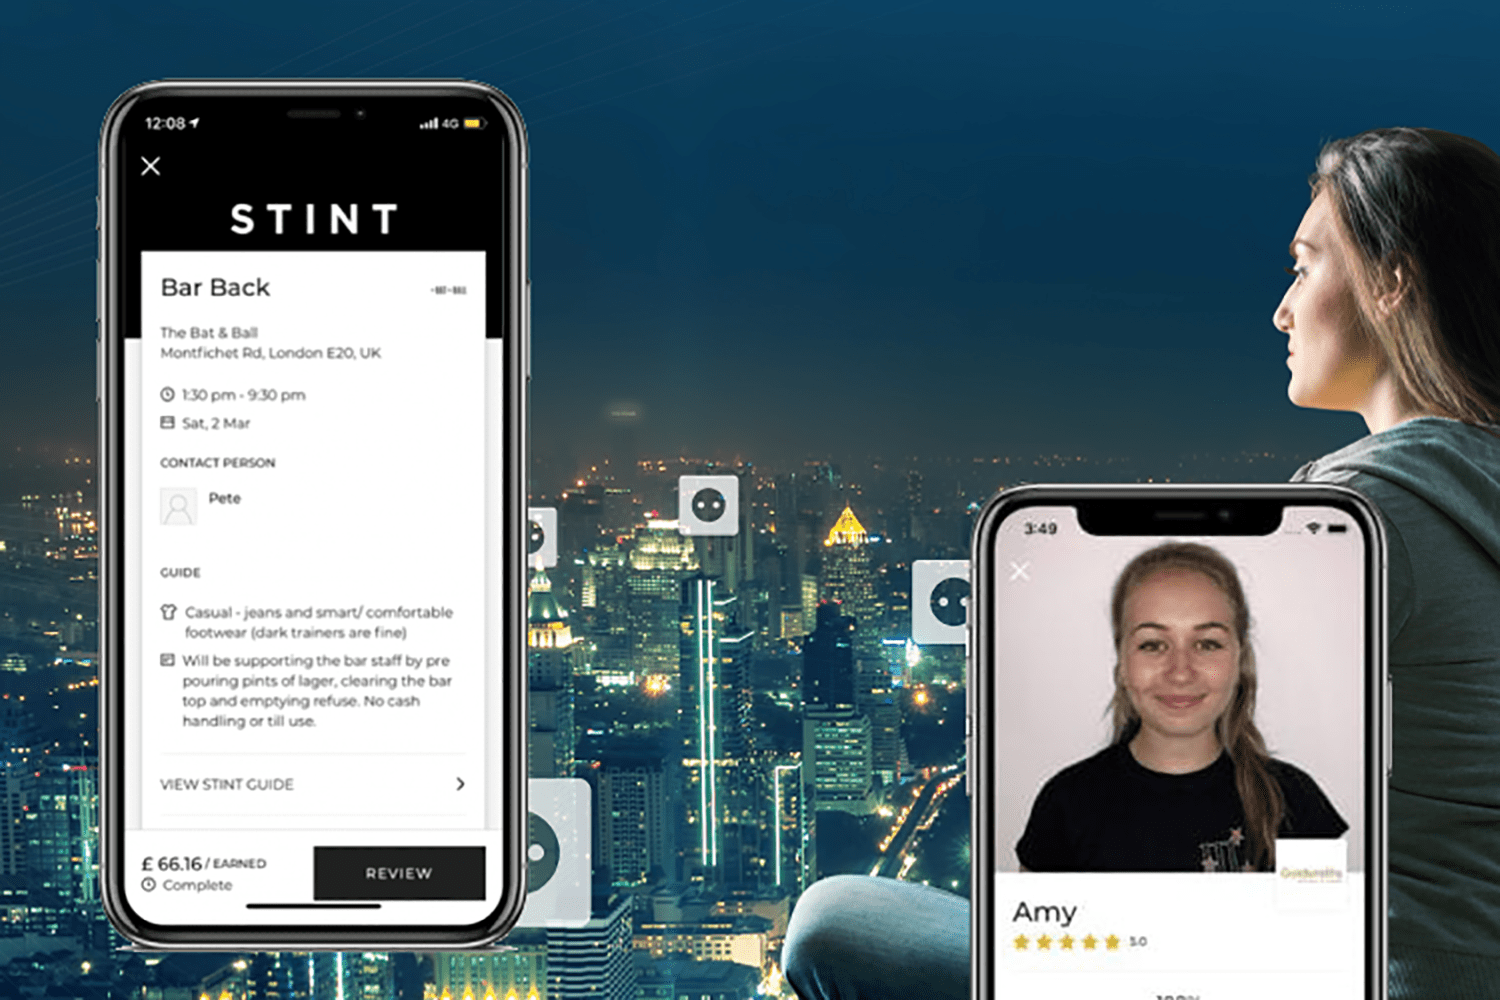 12:08
4G
STINT
Bar Back
The Bat & Ball
Montfichet Rd, London E20, UK
1:30 pm - 9:30 pm
Sat, 2 Mar
CONTACT PERSON
Pete
GUIDE
Casual - jeans and smart/ comfortable
footwear (dark trainers are fine)
Will be supporting the bar staff by pre
pouring pints of lager, clearing the bar
top and emptying refuse. No cash
handling or till use.
VIEW STINT GUIDE
£ 66.16 / EARNED
Complete
REVIEW
3:49
Goldsmiths
Amy
5.0